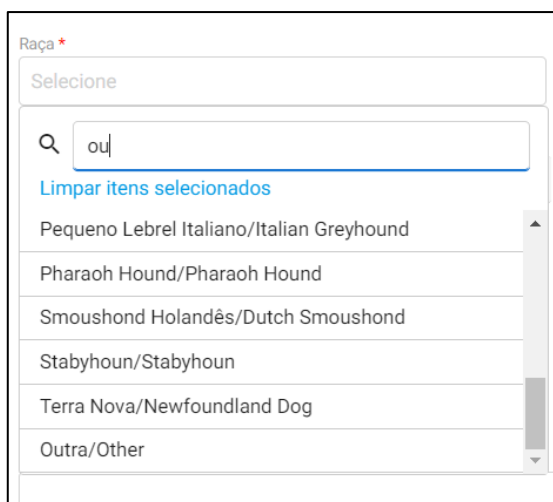 Raça *
Selecione
ou
Limpar itens selecionados
Pequeno Lebrel Italiano/Italian Greyhound
Pharaoh Hound/Pharaoh Hound
Smoushond Holandês/Dutch Smoushond
Stabyhoun/Stabyhoun
Terra Nova/Newfoundland Dog
Outra/Other